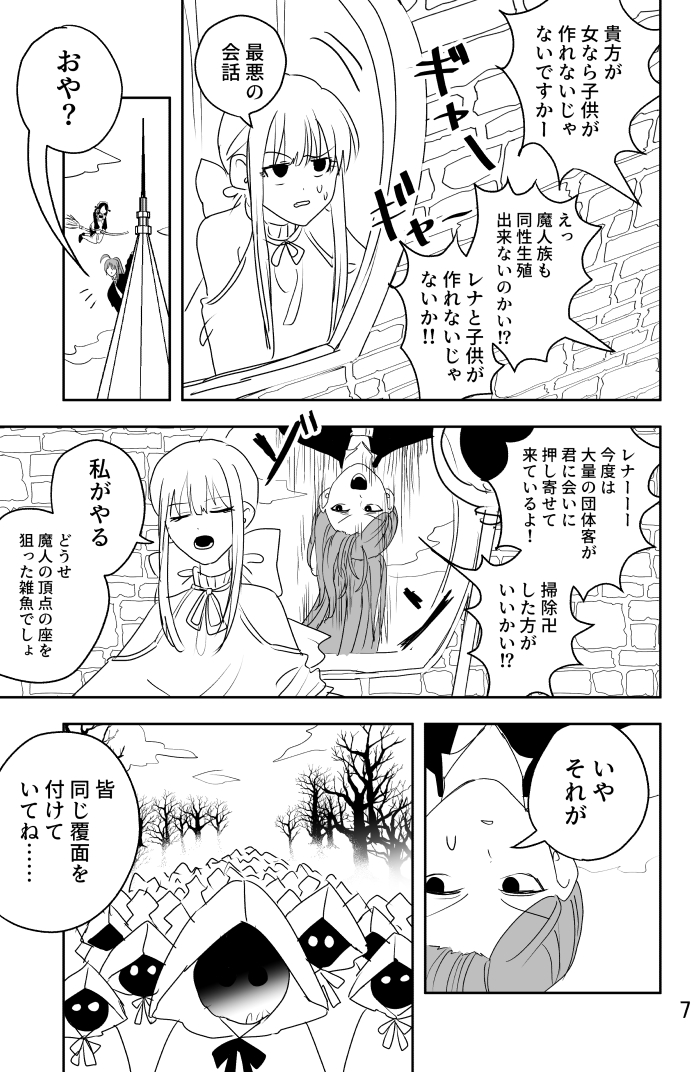 貴方が
女なら子供が
作れないじゃ
ないですかー
ギャー
えっ
魔人族も
同性生殖
出来ないのかい!?
レナと子供が
作れないじゃ
ないか!!
ギャー
最悪の
会話
おや?
レナーーー
今度は
大量の団体客が
君に会いに
押し寄せて
来ているよ!
掃除卍
した方が
いいかい!?
バッ
私がやる
どうせ
魔人の頂点の座を
狙った雑魚でしょ
いや
それが
皆
同じ覆面を
付けて
いてね……
7